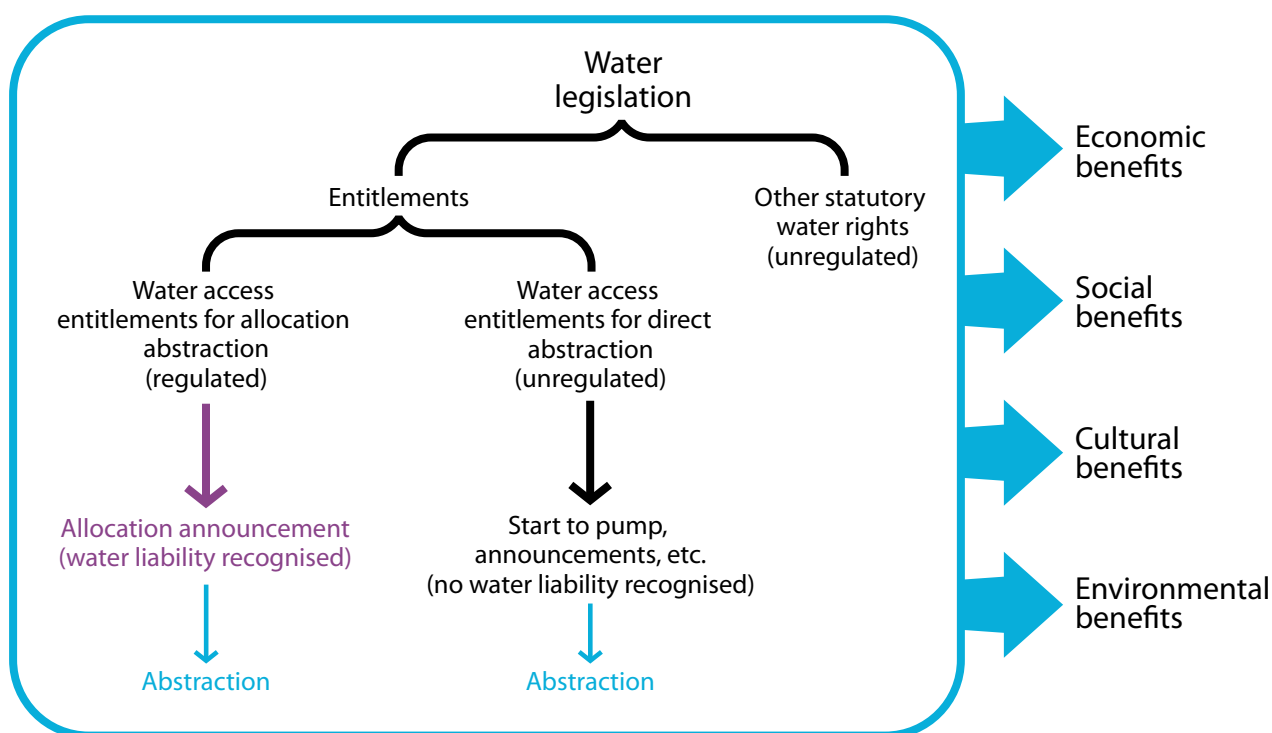 Water
legislation
Entitlements
Other statutory
water rights
(unregulated)
Water access
entitlements for allocation
abstraction
(regulated)
Water access
entitlements for direct
abstraction
(unregulated)
Allocation announcement
(water liability recognised)
Start to pump,
announcements, etc.
(no water liability recognised)
Abstraction
Abstraction
Economic
benefits
Social
benefits
Cultural
benefits
Environmental
benefits